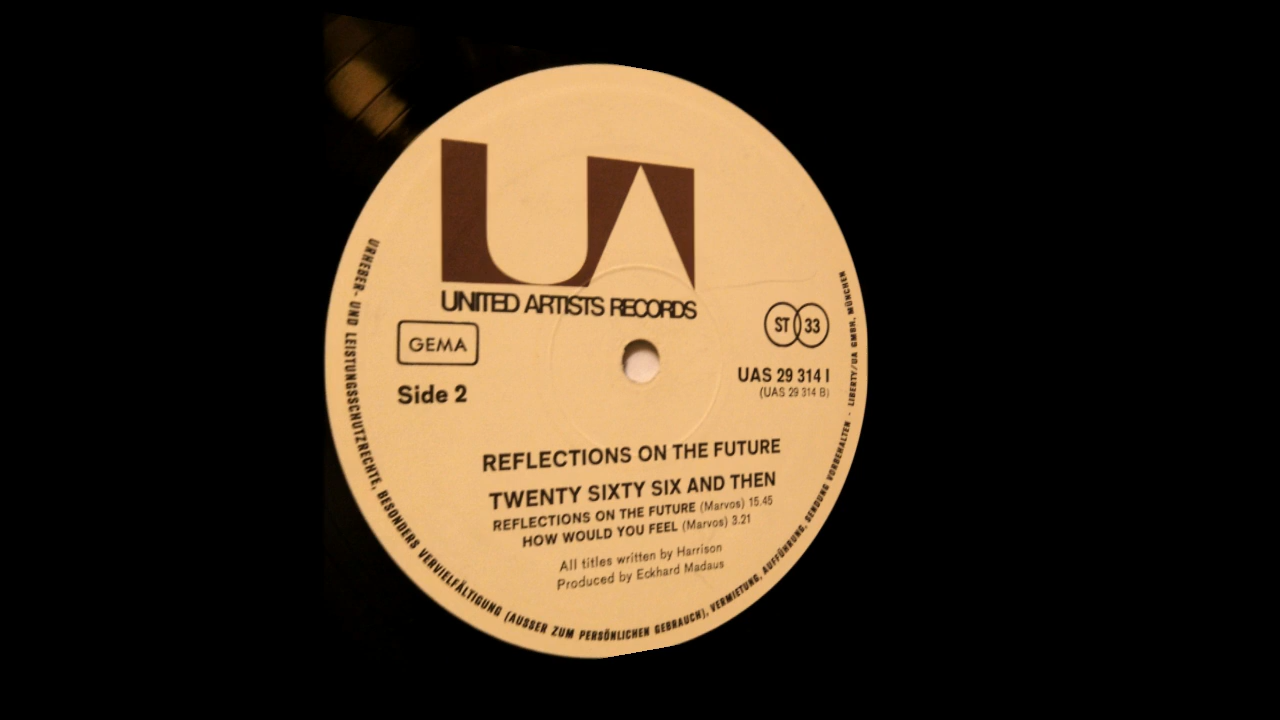 UA
UNITED ARTISTS RECORDS
GEMA
ST 33
Side 2
UAS 29 314 I
(UAS 29 314 B)
REFLECTIONS ON THE FUTURE
TWENTY SIXTY SIX AND THEN
REFLECTIONS ON THE FUTURE (Marvos) 15.45
HOW WOULD YOU FEEL (Marvos) 3.21
All titles written by Harrison
Produced by Eckhard Madaus
URHEBER- UND LEISTUNGSSCHUTZRECHTE, BESONDERS VERVIELFÄLTIGUNG (AUSSER ZUM PERSÖNLICHEN GEBRAUCH), VERMIETUNG, AUFFÜHRUNG, SENDUNG VORBEHALTEN - LIBERTY/UA GMBH, MÜNCHEN